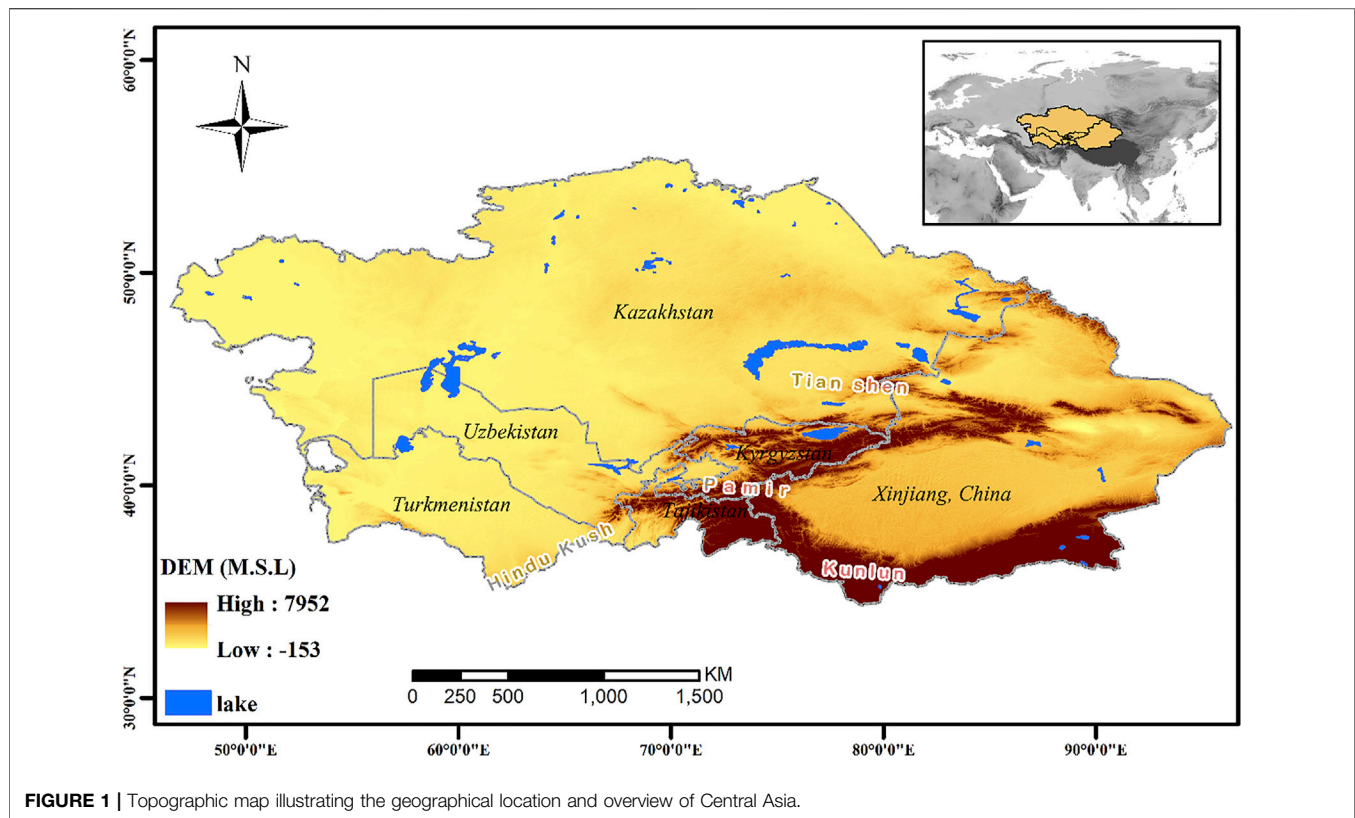 N
60°0'0"N
50°0'0"N
40°0'0"N
30°0'0"N
Kazakhstan
Tian shen
Uzbekistan
Kyrgyzstan
Pamir
Xinjiang, China
Turkmenistan
Tajikistan
Hindu Kush
Kunlun
DEM (M.S.L)
High : 7952
Low : -153
lake
KM
0 250 500 1,000 1,500
50°0'0"E 60°0'0"E 70°0'0"E 80°0'0"E 90°0'0"E
FIGURE 1 | Topographic map illustrating the geographical location and overview of Central Asia.